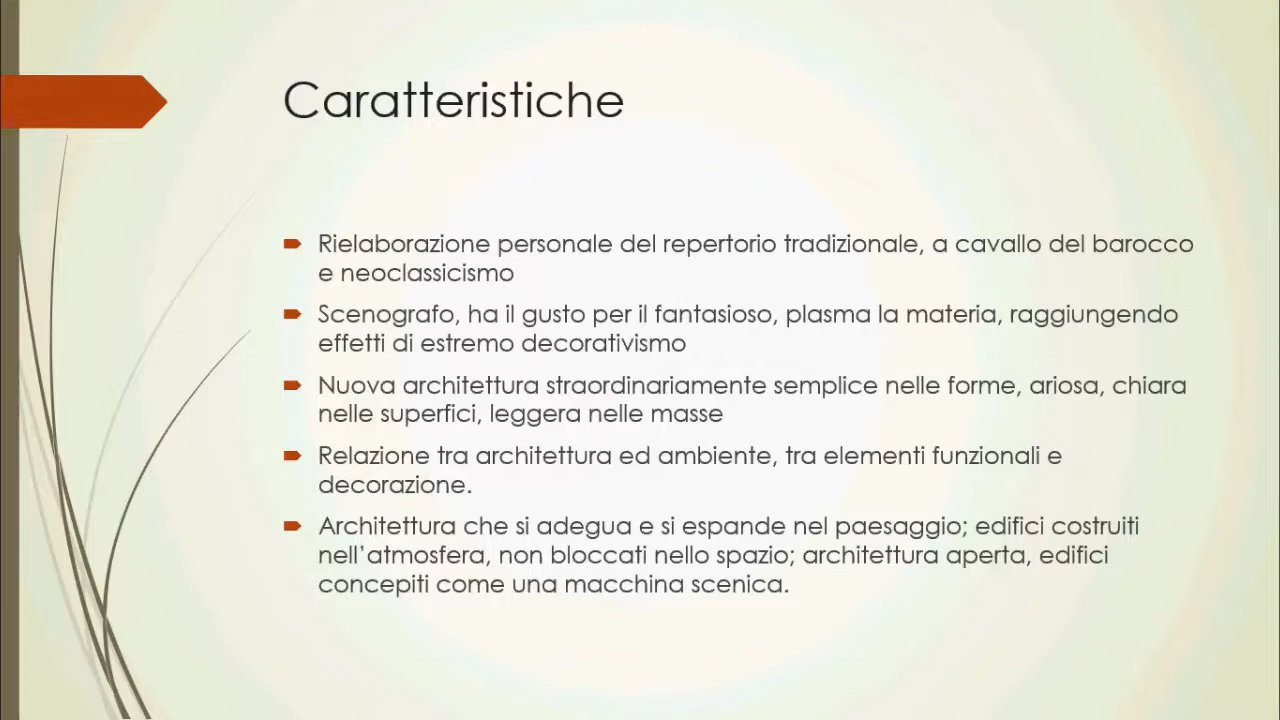 Caratteristiche
Rielaborazione personale del repertorio tradizionale, a cavallo del barocco
e neoclassicismo
Scenografo, ha il gusto per il fantasioso, plasma la materia, raggiungendo
effetti di estremo decorativismo
Nuova architettura straordinariamente semplice nelle forme, ariosa, chiara
nelle superfici, leggera nelle masse
Relazione tra architettura ed ambiente, tra elementi funzionali e
decorazione.
Architettura che si adegua e si espande nel paesaggio; edifici costruiti
nell’atmosfera, non bloccati nello spazio; architettura aperta, edifici
concepiti come una macchina scenica.